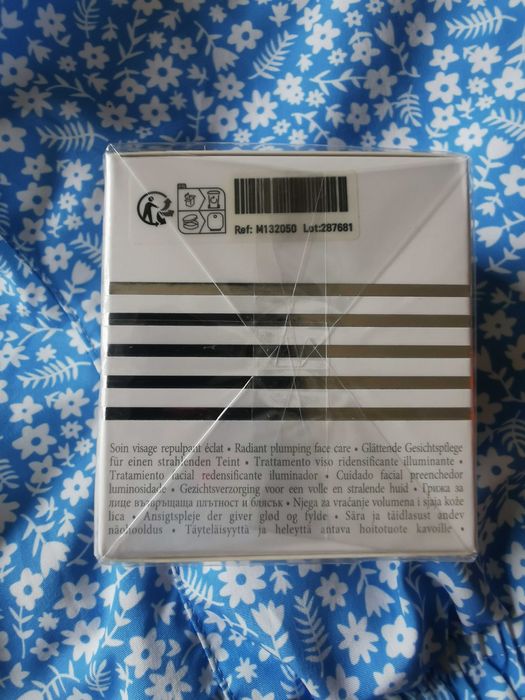 Ref: M132050 Lot:287681
Soin visage repulpant éclat • Radiant plumping face care • Glättende Gesichtspflege
für einen strahlenden Teint • Trattamento viso ridensificante illuminante •
Tratamiento facial redensificante iluminador • Cuidado facial preenchedor
luminosidade • Gezichtsverzorging voor een volle en stralende huid • Грижа за
лице възвръщаща плътност и блясък • Njega za vraćanje volumena i sjaja kože
lica • Ansigtspleje der giver glød og fylde • Sära ja täidlasust andev
näohooldus • Täyteläisyyttä ja heleyttä antava hoitotuote kasvoille •